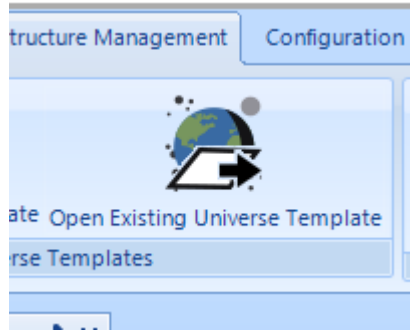 tructure Management Configuration
ate Open Existing Universe Template
rse Templates